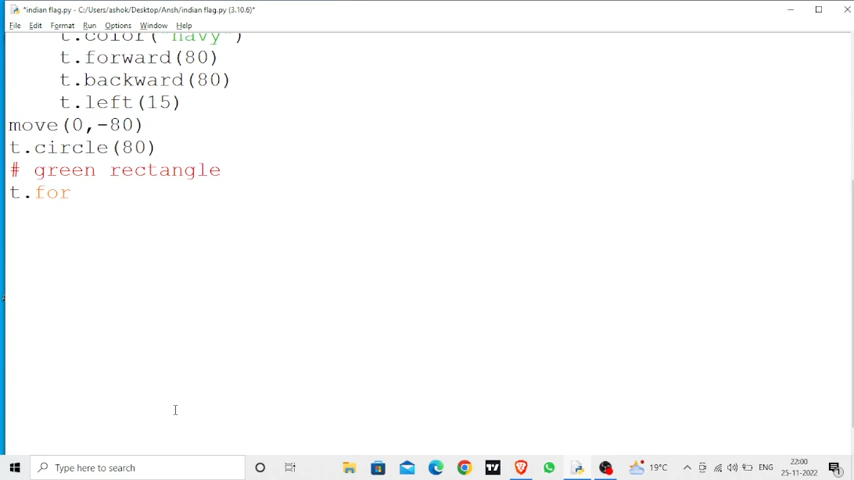 *indian flag.py - C:/Users/ashok/Desktop/Ansh/indian flag.py (3.10.6)*
File Edit Format Run Options Window Help
t.color("navy")
t.forward(80)
t.backward(80)
t.left(15)
move(0,-80)
t.circle(80)
# green rectangle
t.for
Type here to search
19°C
ENG
22:00
25-11-2022